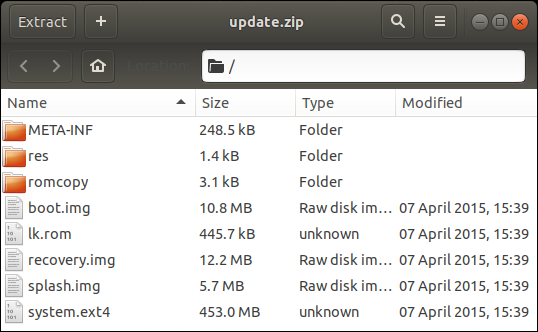 Extract + update.zip
Location: /
Name Size Type Modified
META-INF 248.5 kB Folder
res 1.4 kB Folder
romcopy 3.1 kB Folder
boot.img 10.8 MB Raw disk im… 07 April 2015, 15:39
lk.rom 445.7 kB unknown 07 April 2015, 15:39
recovery.img 12.2 MB Raw disk im… 07 April 2015, 15:39
splash.img 5.7 MB Raw disk im… 07 April 2015, 15:39
system.ext4 453.0 MB unknown 07 April 2015, 15:39